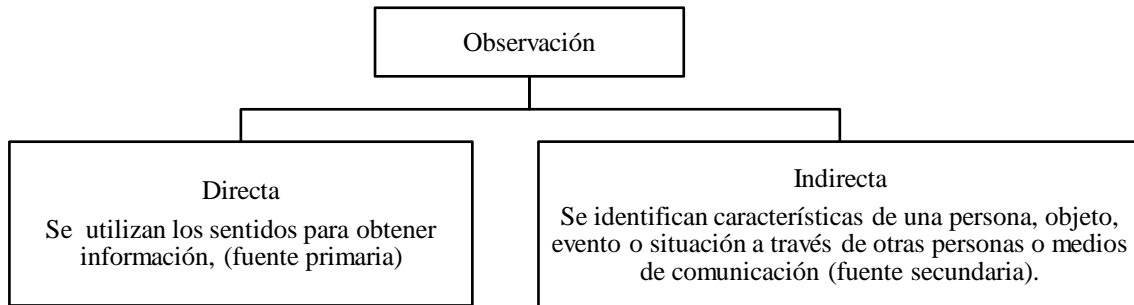 Observación
Directa
Se utilizan los sentidos para obtener
información, (fuente primaria)
Indirecta
Se identifican características de una persona, objeto,
evento o situación a través de otras personas o medios
de comunicación (fuente secundaria).